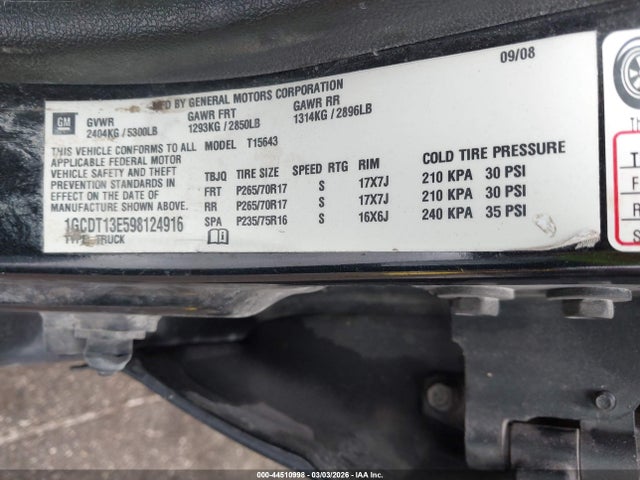 09/08
MFD BY GENERAL MOTORS CORPORATION
GM GVWR GAWR FRT GAWR RR
2404KG / 5300LB 1293KG / 2850LB 1314KG / 2896LB
THIS VEHICLE CONFORMS TO ALL MODEL T15643
APPLICABLE FEDERAL MOTOR
VEHICLE SAFETY AND THEFT
PREVENTION STANDARDS IN
EFFECT ON THE DATE OF
MANUFACTURE SHOWN ABOVE.
1GCDT13E598124916
TYPE: TRUCK
TBJQ TIRE SIZE SPEED RTG RIM COLD TIRE PRESSURE
FRT P265/70R17 S 17X7J 210 KPA 30 PSI
RR P265/70R17 S 17X7J 210 KPA 30 PSI
SPA P235/75R16 S 16X6J 240 KPA 35 PSI
000-44510998 - 03/03/2026 - IAA.COM